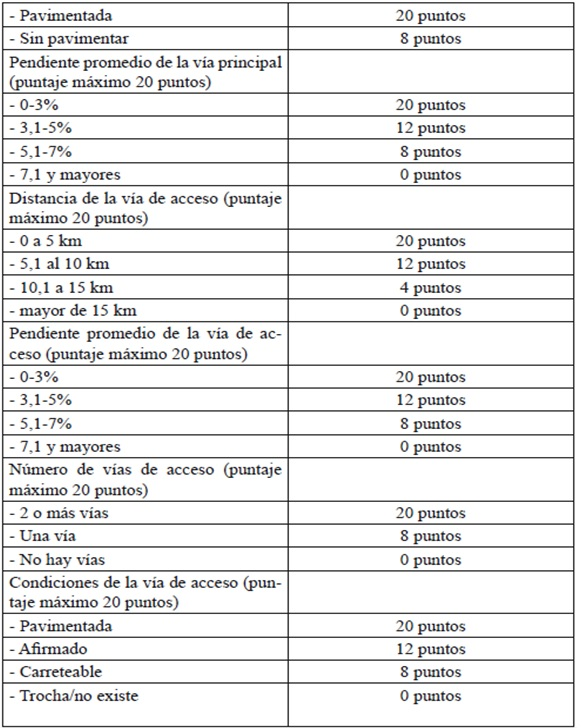 - Pavimentada 20 puntos
- Sin pavimentar 8 puntos
Pendiente promedio de la vía principal
(puntaje máximo 20 puntos)
- 0-3% 20 puntos
- 3,1-5% 12 puntos
- 5,1-7% 8 puntos
- 7,1 y mayores 0 puntos
Distancia de la vía de acceso (puntaje
máximo 20 puntos)
- 0 a 5 km 20 puntos
- 5,1 al 10 km 12 puntos
- 10,1 a 15 km 4 puntos
- mayor de 15 km 0 puntos
Pendiente promedio de la vía de ac-
ceso (puntaje máximo 20 puntos)
- 0-3% 20 puntos
- 3,1-5% 12 puntos
- 5,1-7% 8 puntos
- 7,1 y mayores 0 puntos
Número de vías de acceso (puntaje
máximo 20 puntos)
- 2 o más vías 20 puntos
- Una vía 8 puntos
- No hay vías 0 puntos
Condiciones de la vía de acceso (pun-
taje máximo 20 puntos)
- Pavimentada 20 puntos
- Afirmado 12 puntos
- Carreteable 8 puntos
- Trocha/no existe 0 puntos